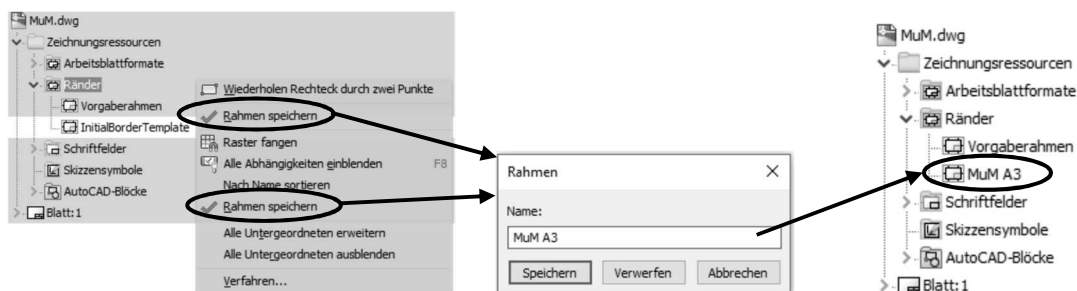 MuM.dwg
Zeichnungsressourcen
Arbeitsblattformate
Ränder
Vorgaberahmen
InitialBorderTemplate
Schriftfelder
Skizzensymbole
AutoCAD-Blöcke
Blatt:1
Wiederholen Rechteck durch zwei Punkte
Rahmen speichern
Raster fangen
Alle Abhängigkeiten einblenden F8
Nach Name sortieren
Rahmen speichern
Alle Untergeordneten erweitern
Alle Untergeordneten ausblenden
Verfahren...
Rahmen
Name:
MuM A3
Speichern Verwerfen Abbrechen
MuM.dwg
Zeichnungsressourcen
Arbeitsblattformate
Ränder
Vorgaberahmen
MuM A3
Schriftfelder
Skizzensymbole
AutoCAD-Blöcke
Blatt:1